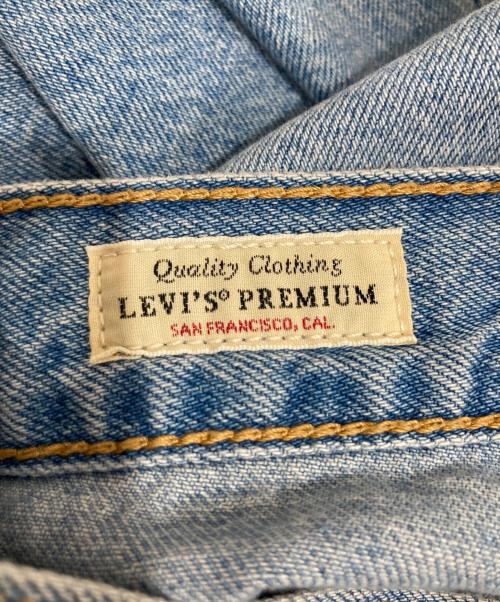 Quality Clothing
LEVI'S® PREMIUM
SAN FRANCISCO, CAL.